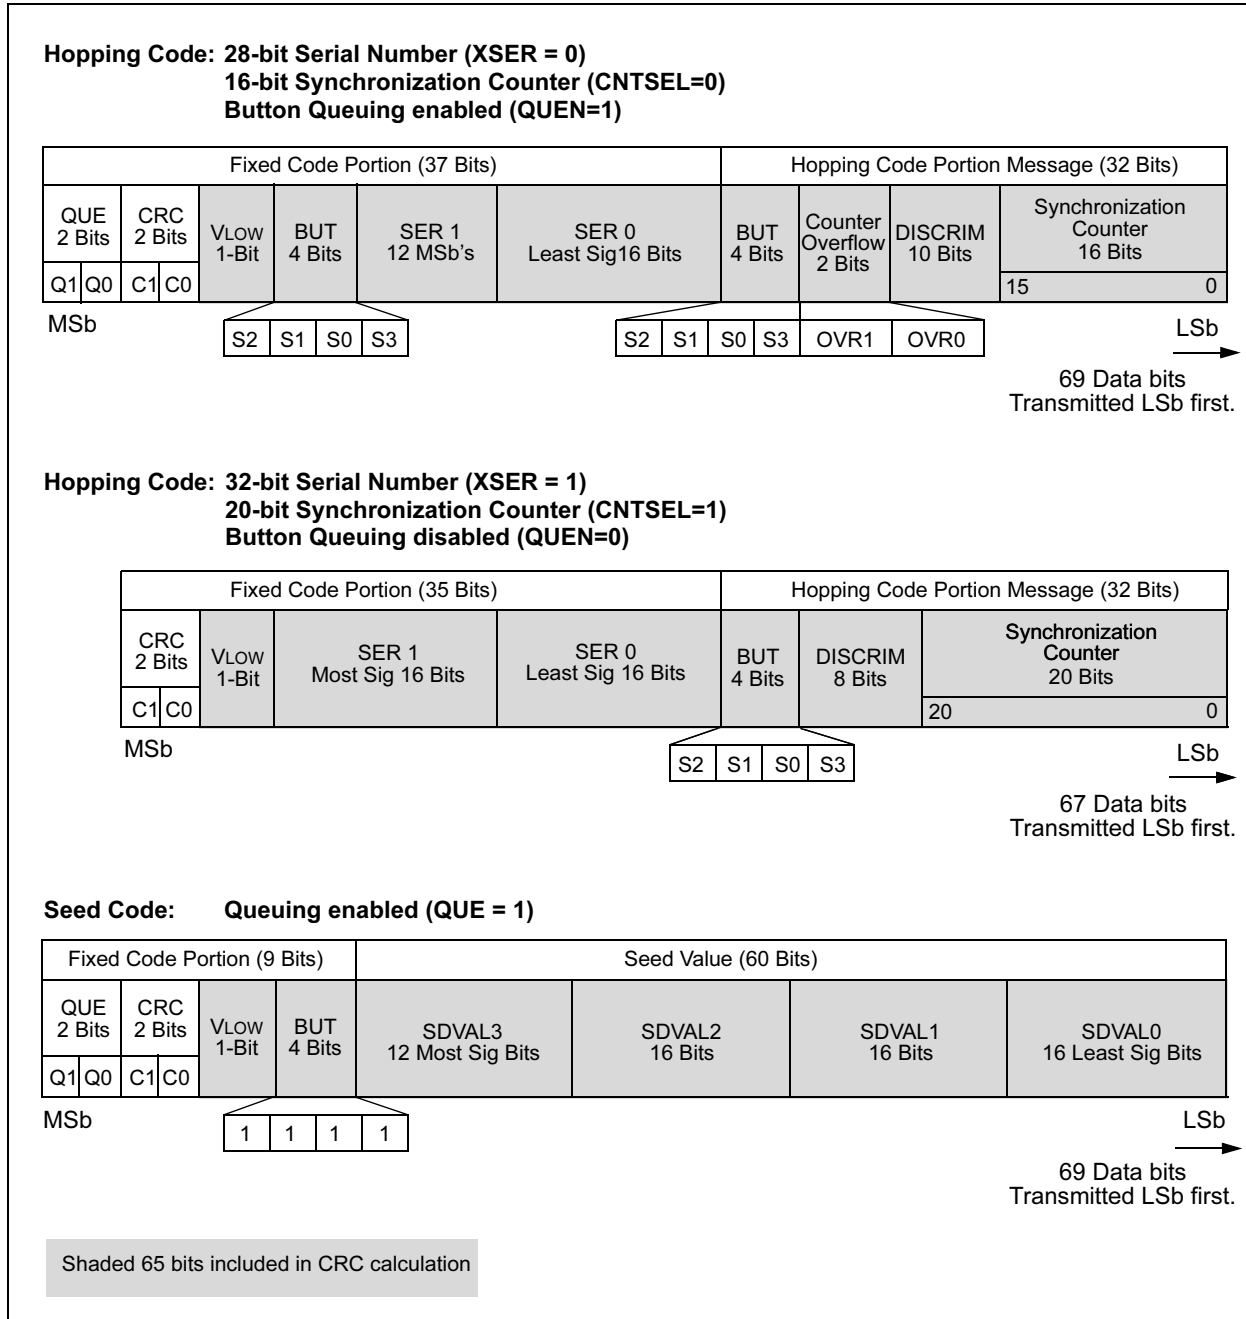 Hopping Code: 28-bit Serial Number (XSER = 0)
16-bit Synchronization Counter (CNTSEL=0)
Button Queuing enabled (QUEN=1)
Fixed Code Portion (37 Bits)
Hopping Code Portion Message (32 Bits)
QUE
2 Bits
CRC
2 Bits
VLOW
1-Bit
BUT
4 Bits
SER 1
12 MSb's
SER 0
Least Sig16 Bits
BUT
4 Bits
Counter
Overflow
2 Bits
DISCRIM
10 Bits
Synchronization
Counter
16 Bits
Q1 Q0
C1 C0
15 0
MSb
S2 S1 S0 S3
S2 S1 S0 S3 OVR1 OVR0
LSb
69 Data bits
Transmitted LSb first.
Hopping Code: 32-bit Serial Number (XSER = 1)
20-bit Synchronization Counter (CNTSEL=1)
Button Queuing disabled (QUEN=0)
Fixed Code Portion (35 Bits)
Hopping Code Portion Message (32 Bits)
CRC
2 Bits
VLOW
1-Bit
SER 1
Most Sig 16 Bits
SER 0
Least Sig 16 Bits
BUT
4 Bits
DISCRIM
8 Bits
Synchronization
Counter
20 Bits
C1 C0
20 0
MSb
S2 S1 S0 S3
LSb
67 Data bits
Transmitted LSb first.
Seed Code: Queuing enabled (QUE = 1)
Fixed Code Portion (9 Bits)
Seed Value (60 Bits)
QUE
2 Bits
CRC
2 Bits
VLOW
1-Bit
BUT
4 Bits
SDVAL3
12 Most Sig Bits
SDVAL2
16 Bits
SDVAL1
16 Bits
SDVAL0
16 Least Sig Bits
Q1 Q0
C1 C0
MSb
1 1 1 1
LSb
69 Data bits
Transmitted LSb first.
Shaded 65 bits included in CRC calculation